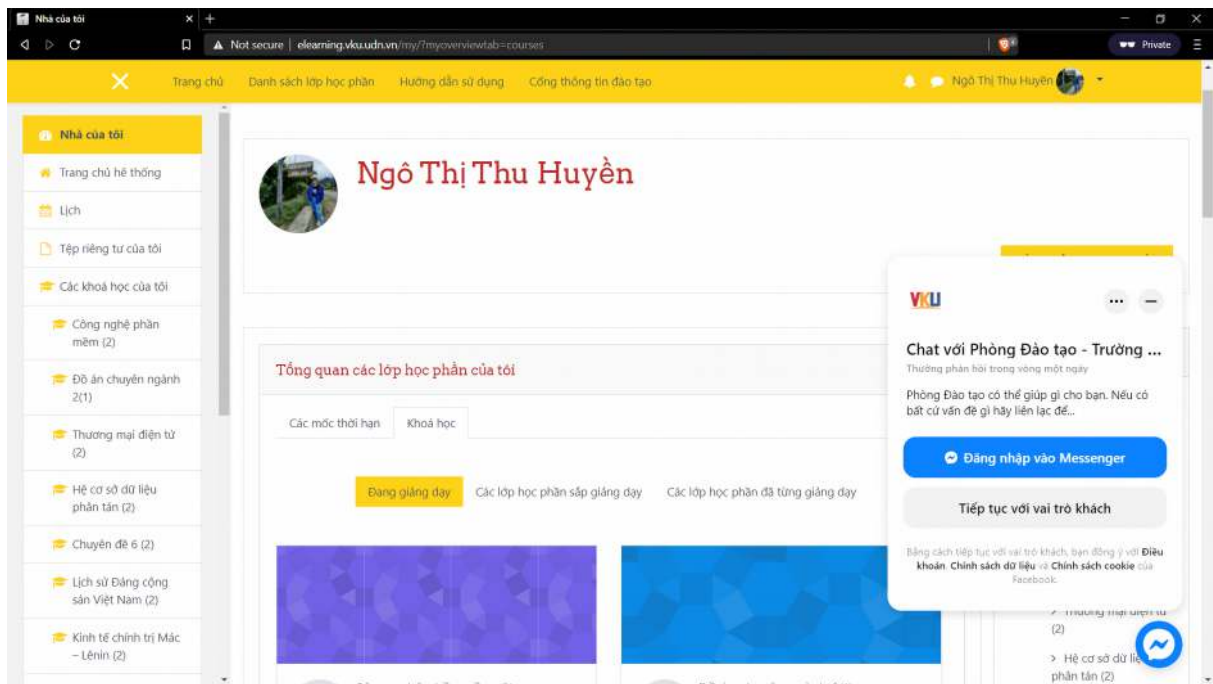 Nhà của tôi
Not secure | elearning.vku.udn.vn/my/?myoverviewtab=courses
Private
Trang chủ Danh sách lớp học phần Hướng dẫn sử dụng Cổng thông tin đào tạo Ngô Thị Thu Huyền
Nhà của tôi
Trang chủ hệ thống
Lịch
Tệp riêng tư của tôi
Các khoá học của tôi
Công nghệ phần
mềm (2)
Đồ án chuyên ngành
2(1)
Thương mại điện tử
(2)
Hệ cơ sở dữ liệu
phân tán (2)
Chuyên đề 6 (2)
Lịch sử Đảng cộng
sản Việt Nam (2)
Kinh tế chính trị Mác
– Lênin (2)
Ngô Thị Thu Huyền
Tổng quan các lớp học phần của tôi
Các mốc thời hạn Khoá học
Đang giảng dạy Các lớp học phần sắp giảng dạy Các lớp học phần đã từng giảng dạy
VKU
Chat với Phòng Đào tạo - Trường ...
Thường phản hồi trong vòng một ngày
Phòng Đào tạo có thể giúp gì cho bạn. Nếu có
bất cứ vấn đề gì hãy liên lạc để...
Đăng nhập vào Messenger
Tiếp tục với vai trò khách
Bằng cách tiếp tục với vai trò khách, bạn đồng ý với Điều
khoản, Chính sách dữ liệu và Chính sách cookie của
Facebook.
> Thương mại điện tử
(2)
> Hệ cơ sở dữ liệ
phân tán (2)